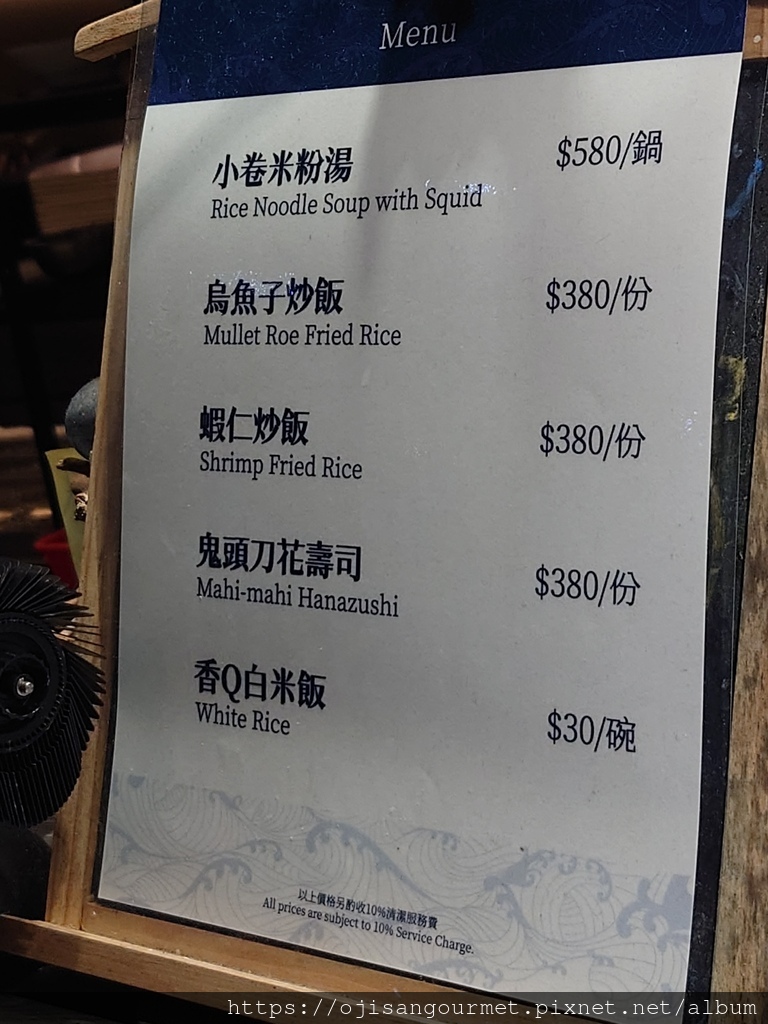 Menu
小卷米粉湯 $580/鍋
Rice Noodle Soup with Squid
烏魚子炒飯 $380/份
Mullet Roe Fried Rice
蝦仁炒飯 $380/份
Shrimp Fried Rice
鬼頭刀花壽司 $380/份
Mahi-mahi Hanazushi
香Q白米飯 $30/碗
White Rice
以上價格另酌收10%清潔服務費
All prices are subject to 10% Service Charge.
https://ojisangourmet.pixnet.net/album